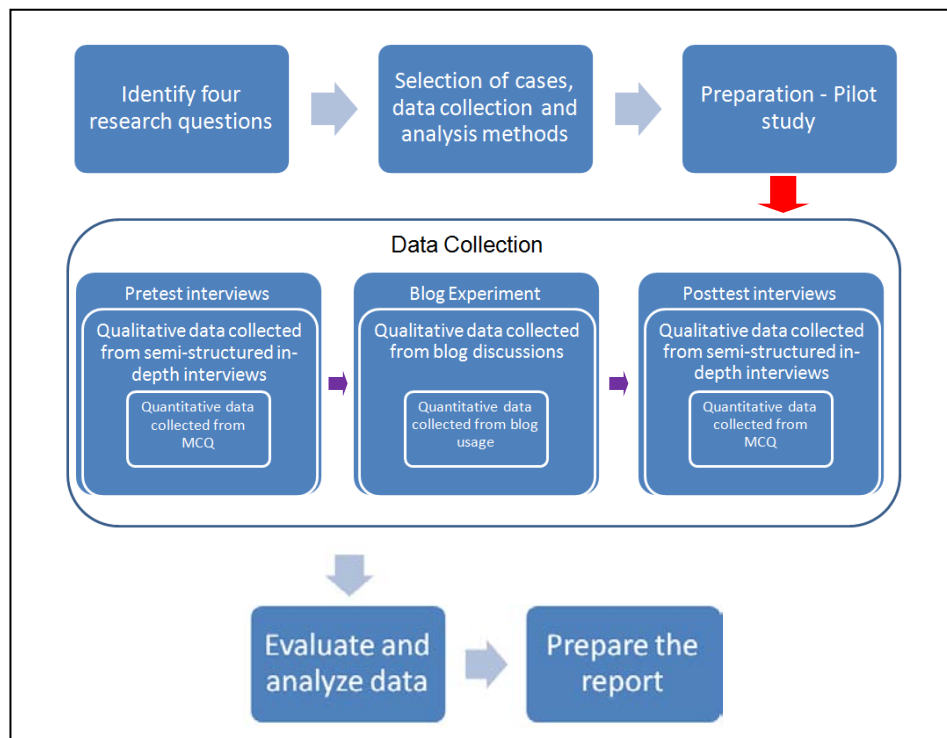 Identify four
research questions
Selection of cases,
data collection and
analysis methods
Preparation - Pilot
study
Data Collection
Pretest interviews
Qualitative data collected
from semi-structured in-
depth interviews
Quantitative data
collected from
MCQ
Blog Experiment
Qualitative data collected
from blog discussions
Quantitative data
collected from blog
usage
Posttest interviews
Qualitative data collected
from semi-structured in-
depth interviews
Quantitative data
collected from MCQ
Evaluate and
analyze data
Prepare the
report